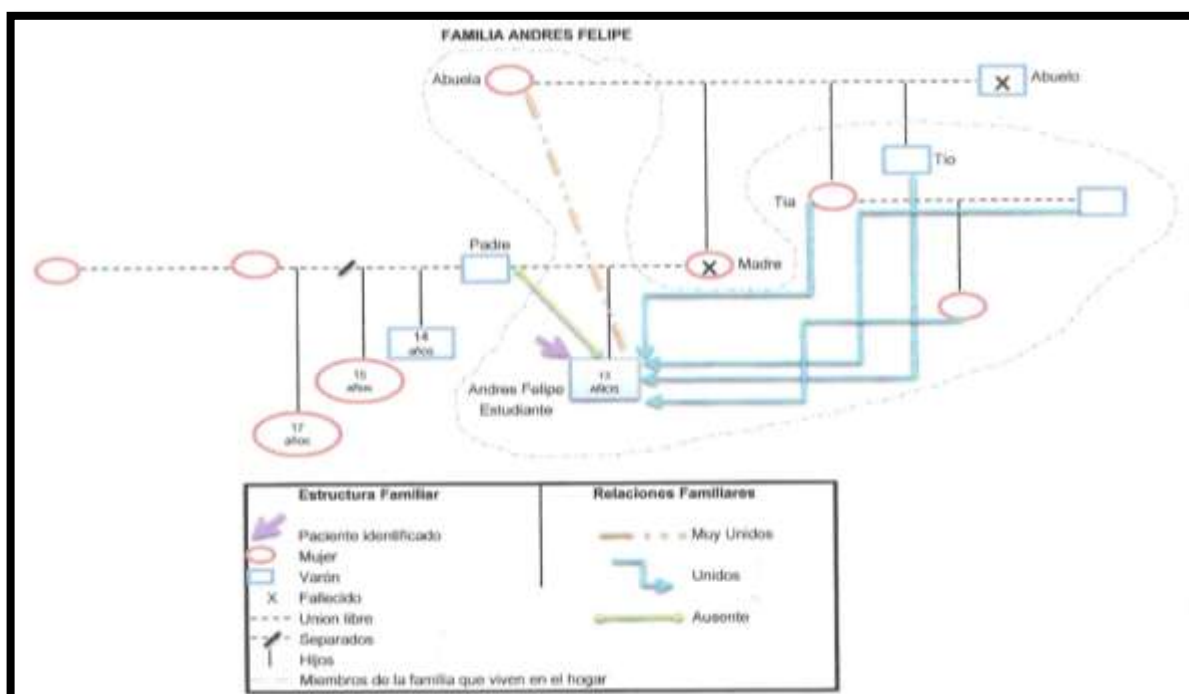 FAMILIA ANDRES FELIPE
Abuela
Abuelo
Tío
Tía
Padre
Madre
14
años
15
años
13
AÑOS
Andres Felipe
Estudiante
17
años
Estructura Familiar
Relaciones Familiares
Paciente identificado
Muy Unidos
Mujer
Varón
Unidos
Fallecido
Union libre
Ausente
Separados
Hijos
Miembros de la familia que viven en el hogar